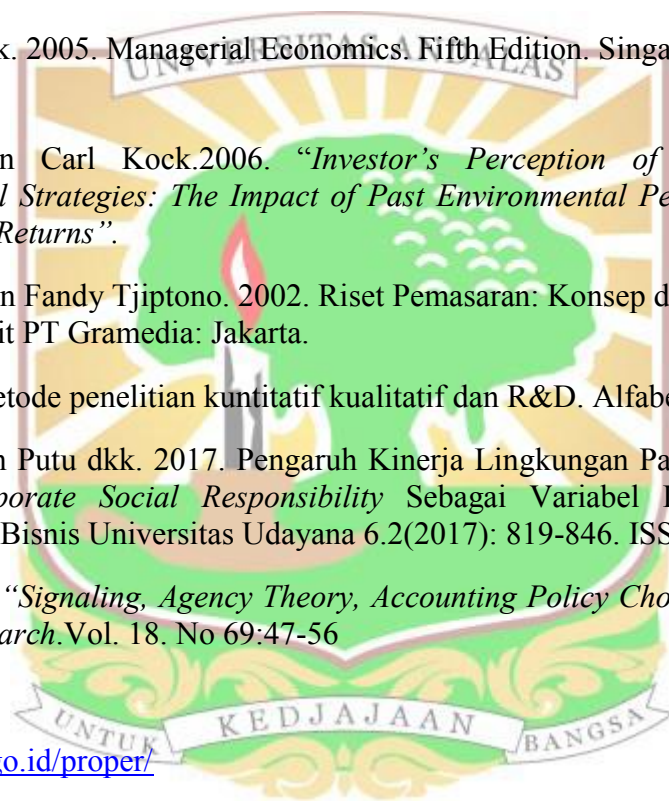 k. 2005. Managerial Economics. Fifth Edition. Singa
UNIVERSITAS ANDALAS
n Carl Kock.2006. “Investor’s Perception of
l Strategies: The Impact of Past Environmental Pe
Returns”.
n Fandy Tjiptono. 2002. Riset Pemasaran: Konsep d
it PT Gramedia: Jakarta.
etode penelitian kuntitatif kualitatif dan R&D. Alfabe
n Putu dkk. 2017. Pengaruh Kinerja Lingkungan Pa
porate Social Responsibility Sebagai Variabel
Bisnis Universitas Udayana 6.2(2017): 819-846. ISS
“Signaling, Agency Theory, Accounting Policy Cho
arch.Vol. 18. No 69:47-56
UNTUK KEDJAJAAN BANGSA
go.id/proper/